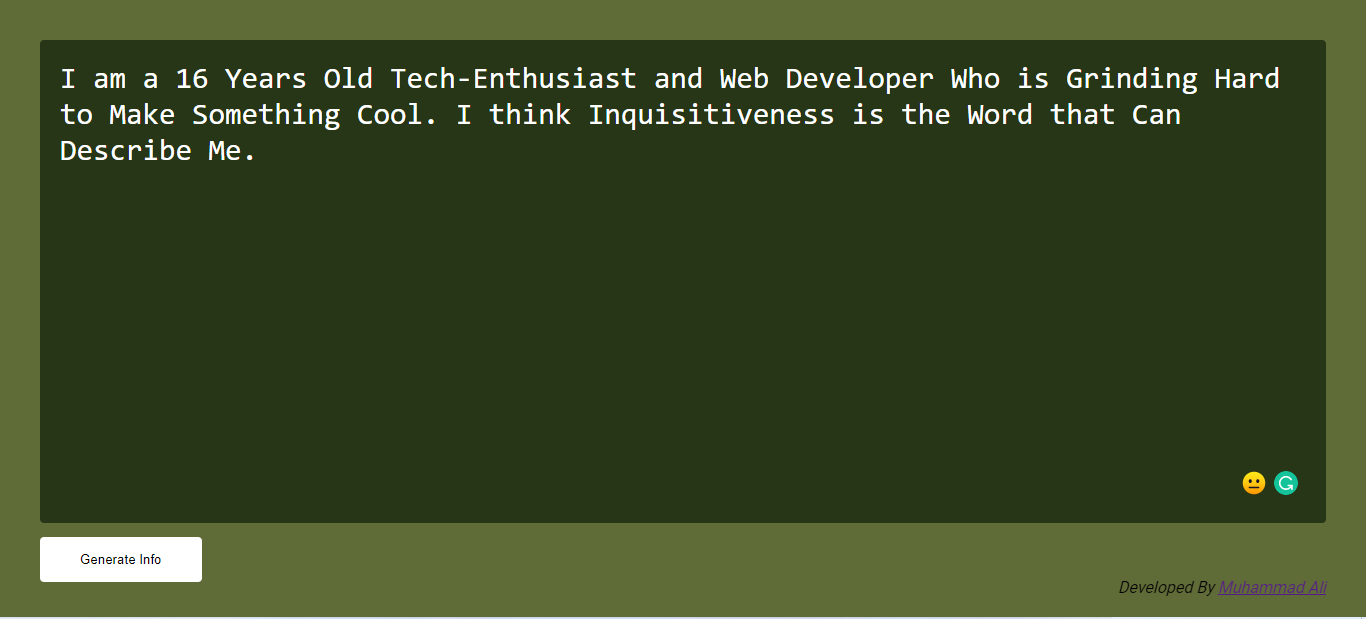 I am a 16 Years Old Tech-Enthusiast and Web Developer Who is Grinding Hard
to Make Something Cool. I think Inquisitiveness is the Word that Can
Describe Me.
Generate Info
Developed By Muhammad Ali